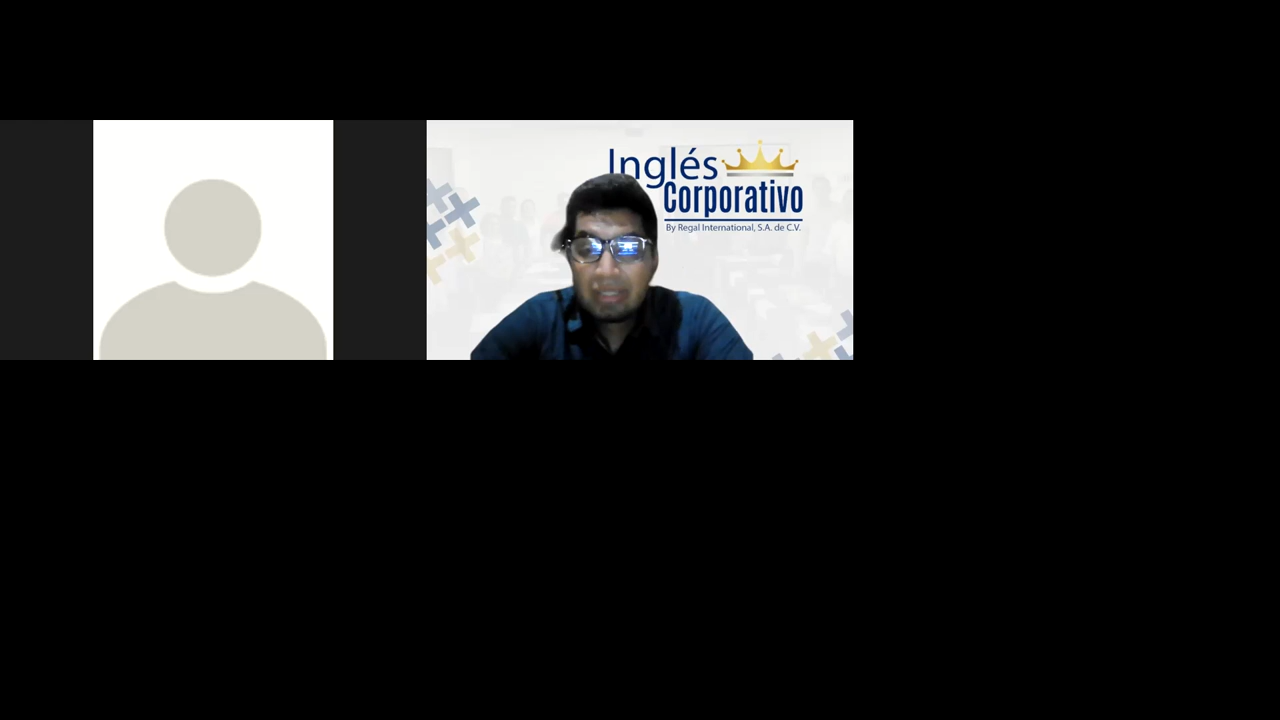 Inglés
Corporativo
By Regal International, S.A. de C.V.